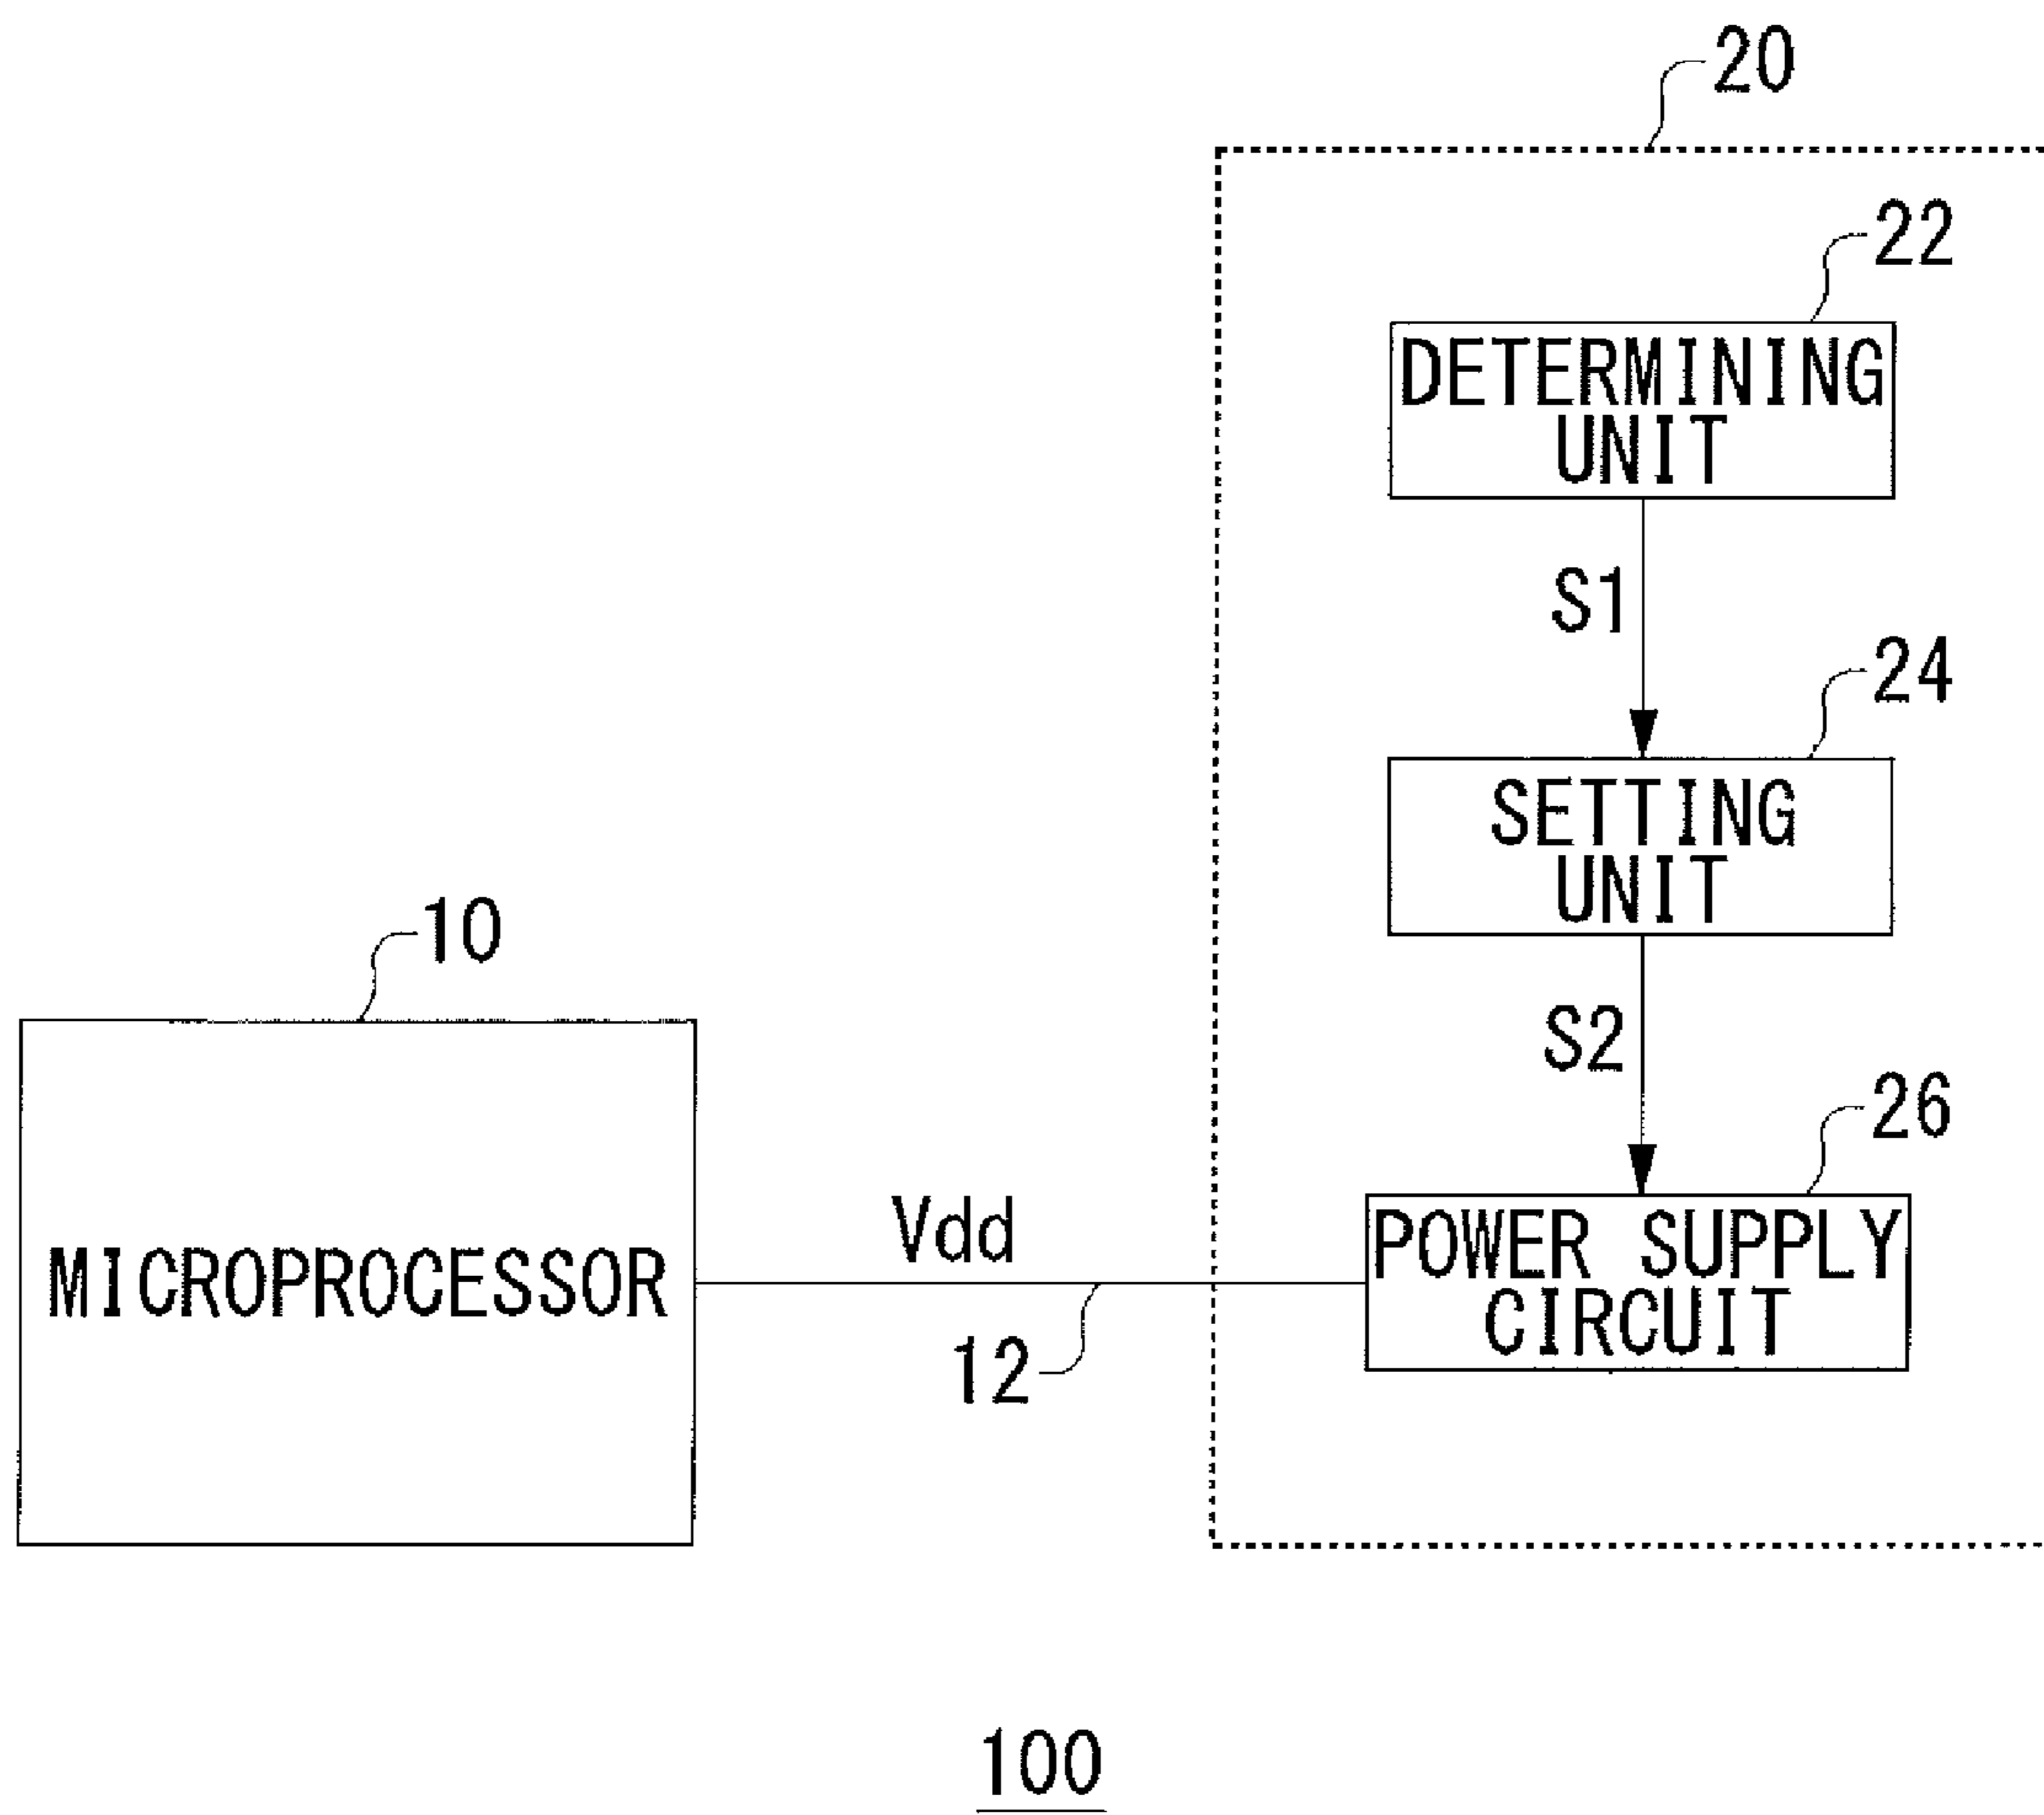 20
22
DETERMINING
UNIT
S1
24
SETTING
UNIT
10
S2
26
MICROPROCESSOR
Vdd
POWER SUPPLY
CIRCUIT
12
100